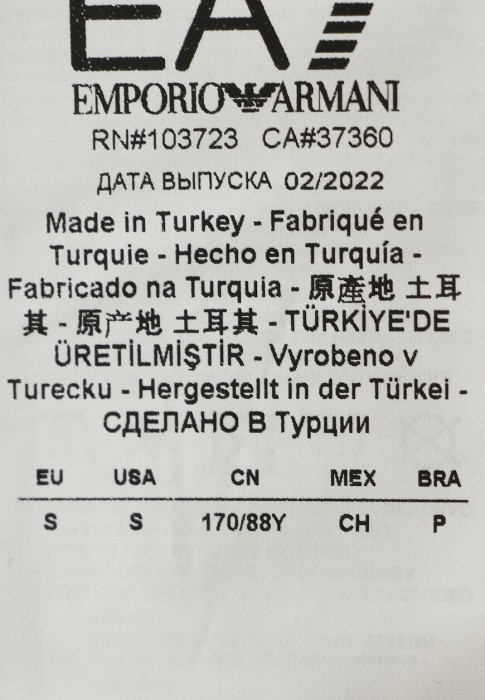 EA7
EMPORIO ARMANI
RN#103723 CA#37360
ДАТА ВЫПУСКА 02/2022
Made in Turkey - Fabriqué en
Turquie - Hecho en Turquía -
Fabricado na Turquia - 原產地 土耳
其 - 原产地 土耳其 - TÜRKİYE'DE
ÜRETİLMİŞTİR - Vyrobeno v
Turecku - Hergestellt in der Türkei -
СДЕЛАНО В Турции
EU USA CN MEX BRA
S S 170/88Y CH P